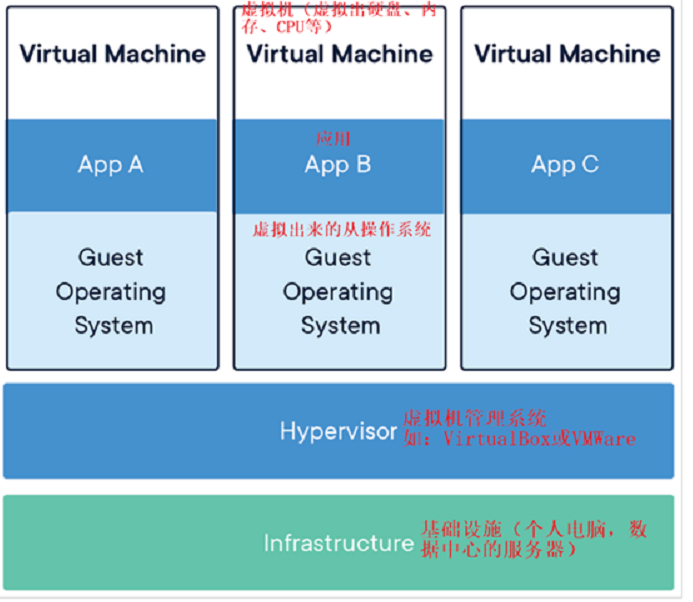 虚拟机（虚拟出硬盘、内
存、CPU等）
Virtual Machine
Virtual Machine
Virtual Machine
应用
App A
App B
App C
虚拟出来的从操作系统
Guest
Operating
System
Guest
Operating
System
Guest
Operating
System
Hypervisor
虚拟机管理系统
如：VirtualBox或VMWare
Infrastructure
基础设施（个人电脑，数
据中心的服务器）